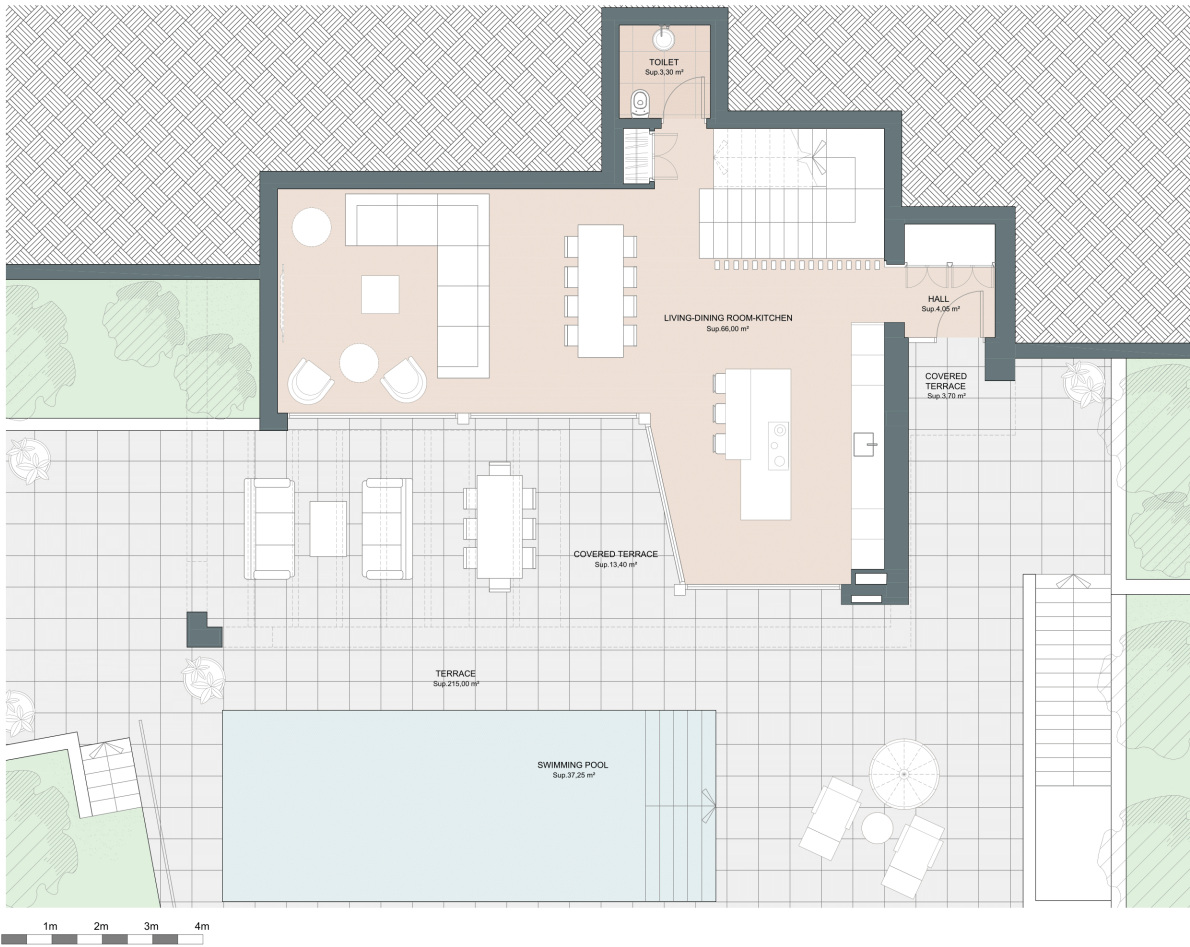 TOILET
Sup.3,30 m²
HALL
Sup.4,05 m²
LIVING-DINING ROOM-KITCHEN
Sup.66,00 m²
COVERED
TERRACE
Sup.3,70 m²
COVERED TERRACE
Sup.13,40 m²
TERRACE
Sup.215,00 m²
SWIMMING POOL
Sup.37,25 m²
1m 2m 3m 4m